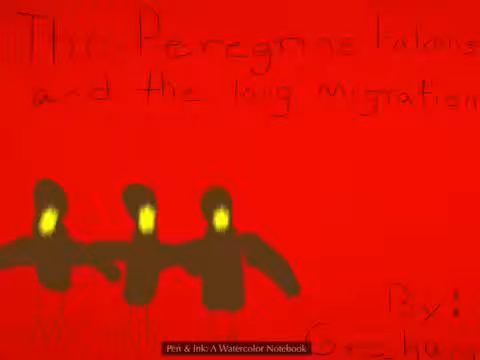 The Peregrine falcons
and the long Migration
By:
Pen & Ink: A Watercolor Notebook